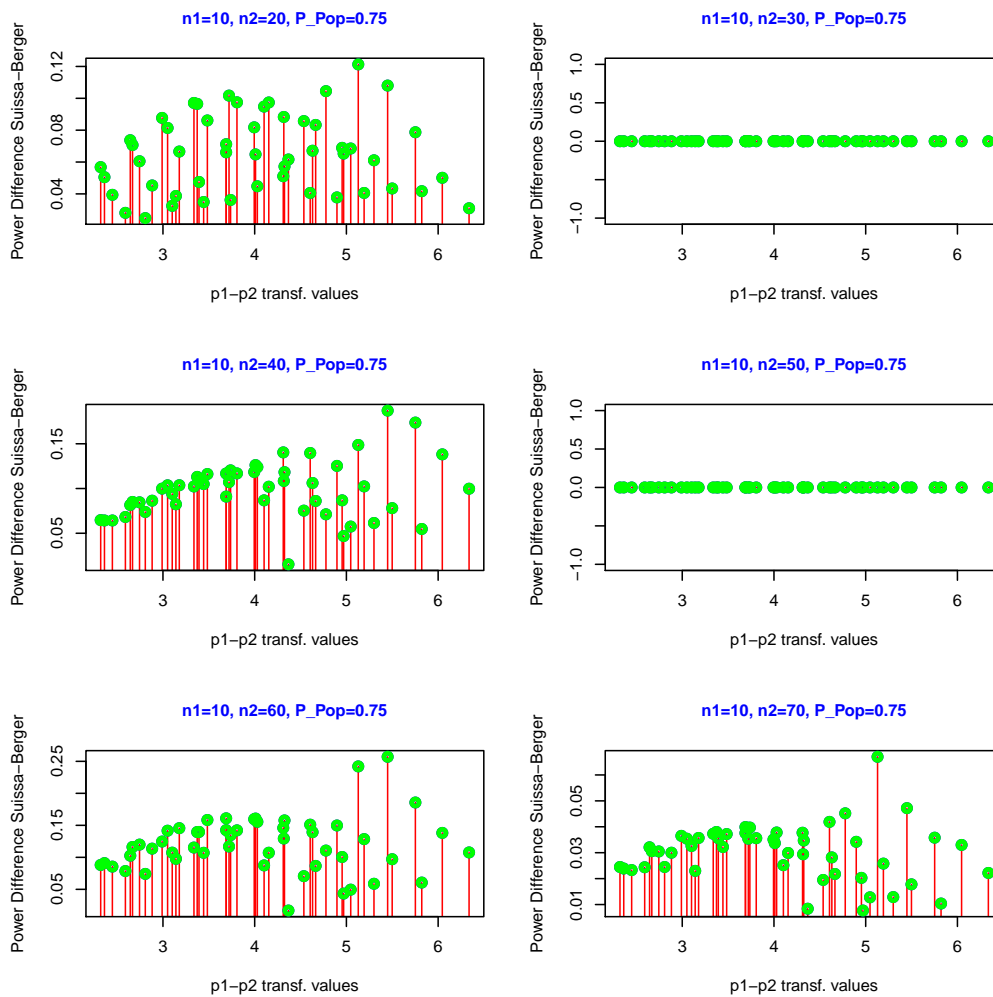 n1=10, n2=20, P_Pop=0.75
Power Difference Suissa−Berger
0.04 0.08 0.12
3 4 5 6
p1−p2 transf. values
n1=10, n2=30, P_Pop=0.75
Power Difference Suissa−Berger
−1.0 0.0 0.5 1.0
3 4 5 6
p1−p2 transf. values
n1=10, n2=40, P_Pop=0.75
Power Difference Suissa−Berger
0.05 0.15
3 4 5 6
p1−p2 transf. values
n1=10, n2=50, P_Pop=0.75
Power Difference Suissa−Berger
−1.0 0.0 0.5 1.0
3 4 5 6
p1−p2 transf. values
n1=10, n2=60, P_Pop=0.75
Power Difference Suissa−Berger
0.05 0.15 0.25
3 4 5 6
p1−p2 transf. values
n1=10, n2=70, P_Pop=0.75
Power Difference Suissa−Berger
0.01 0.03 0.05
3 4 5 6
p1−p2 transf. values